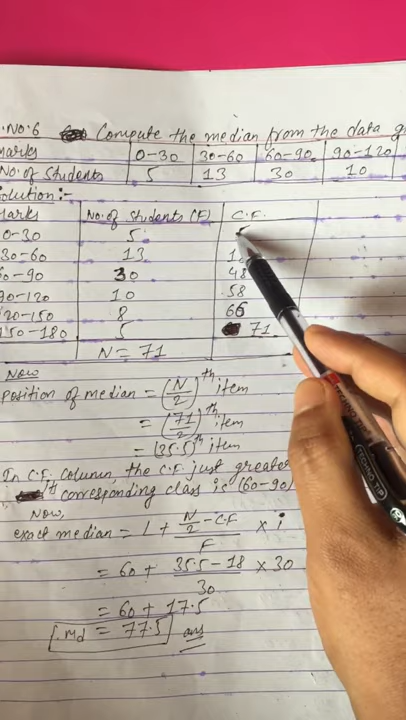 .No.6 Compute the median from the data g
marks 0-30 30-60 60-90 90-120
No. of students 5 13 30 10
solution:-
marks No. of students (F) C.F.
0-30 5
30-60 13
60-90 30 48
90-120 10 58
120-150 8 66
150-180 5 71
N = 71
Now
position of median = (N/2)th item
= (71/2)th item
= (35.5)th item
In C.F. column, the C.F. just greater
its corresponding class is (60-90)
Now,
exact median = l + (N/2 - C.F)/F × i
= 60 + (35.5 - 18)/30 × 30
= 60 + 17.5
Md = 77.5 ans